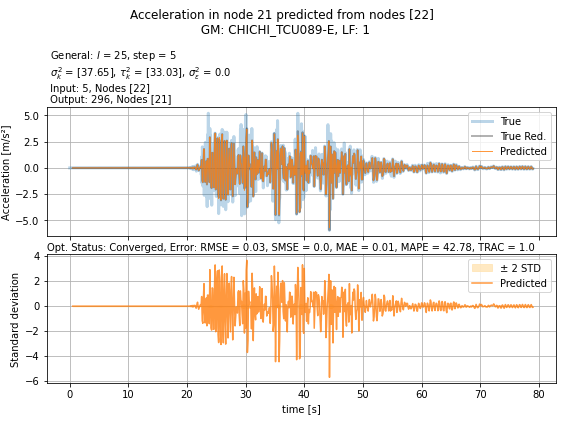 Acceleration in node 21 predicted from nodes [22]
GM: CHICHI_TCU089-E, LF: 1
General: l = 25, step = 5
σ²ₖ = [37.65], τ²ₖ = [33.03], σ²ε = 0.0
Input: 5, Nodes [22]
Output: 296, Nodes [21]
Acceleration [m/s²]
5.0
2.5
0.0
−2.5
−5.0
True
True Red.
Predicted
Opt. Status: Converged, Error: RMSE = 0.03, SMSE = 0.0, MAE = 0.01, MAPE = 42.78, TRAC = 1.0
Standard deviation
4
2
0
−2
−4
−6
± 2 STD
Predicted
0 10 20 30 40 50 60 70 80
time [s]